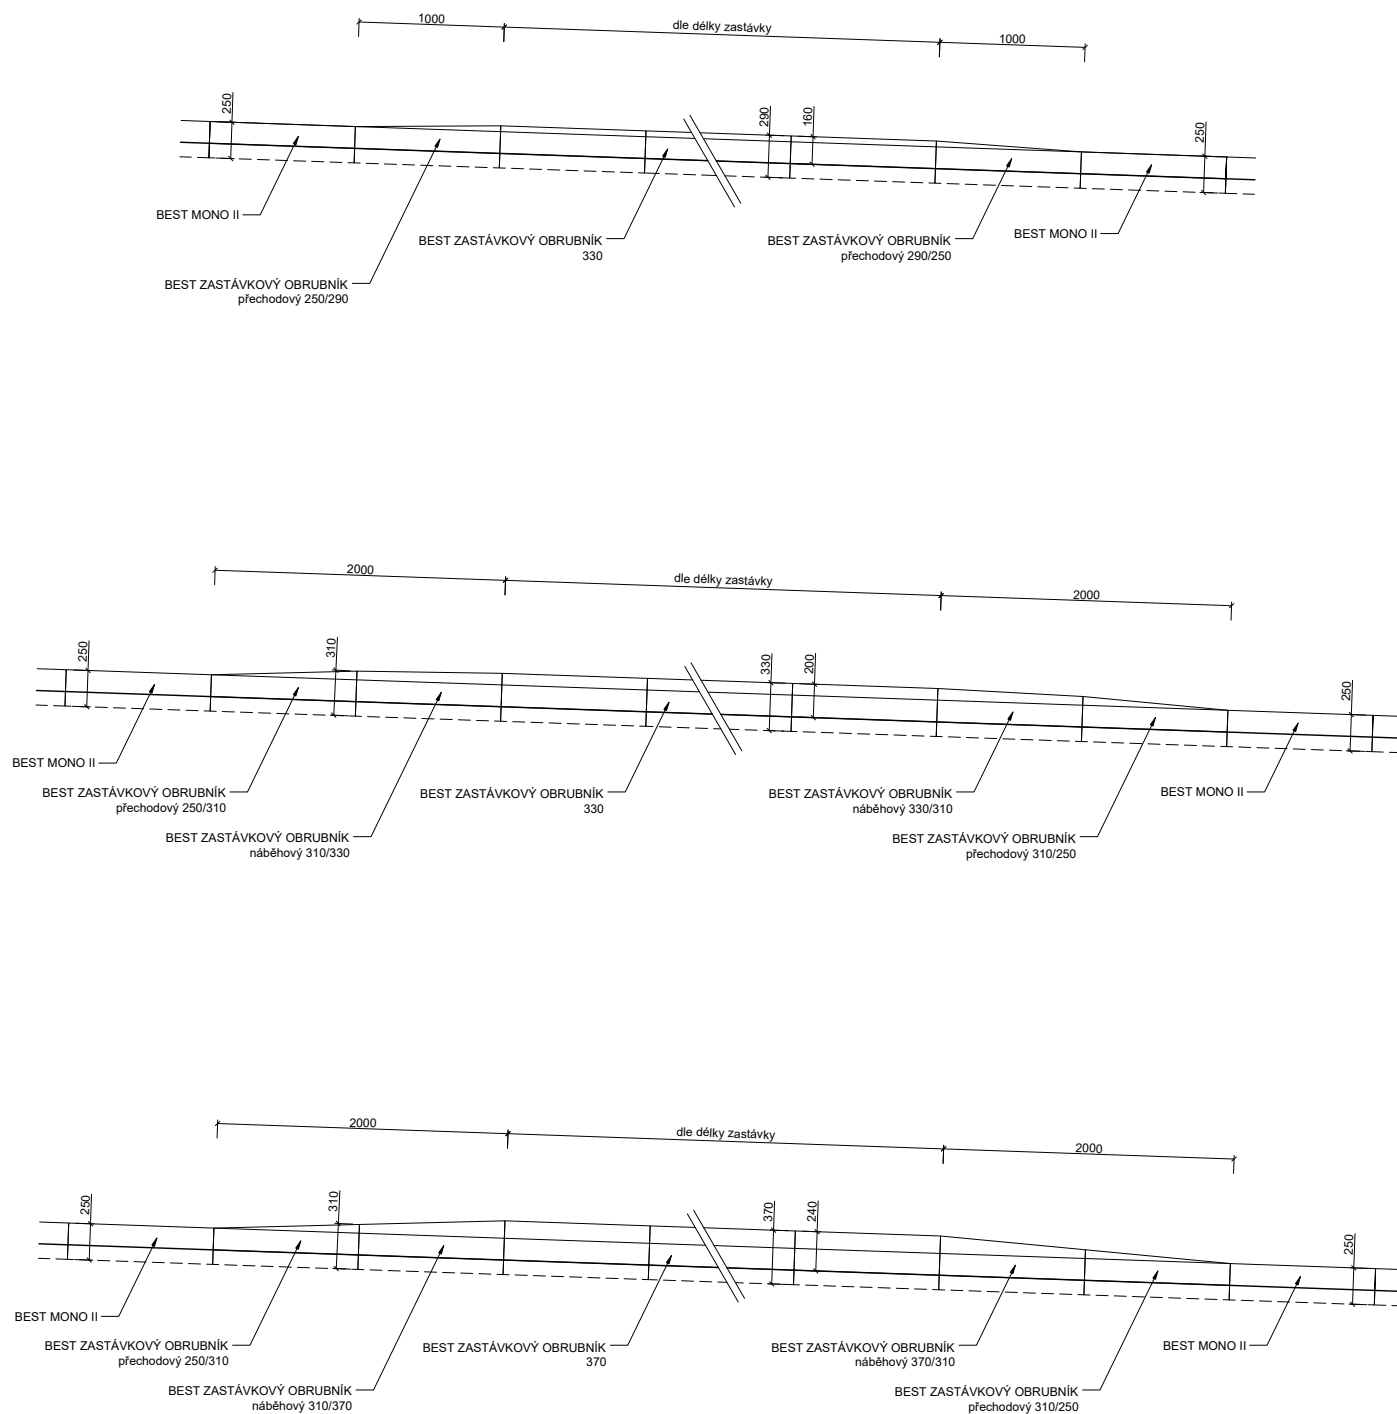 1000
dle délky zastávky
1000
250
290
160
250
BEST MONO II
BEST ZASTÁVKOVÝ OBRUBNÍK
přechodový 250/290
BEST ZASTÁVKOVÝ OBRUBNÍK
330
BEST ZASTÁVKOVÝ OBRUBNÍK
přechodový 290/250
BEST MONO II
2000
dle délky zastávky
2000
250
310
330
200
250
BEST MONO II
BEST ZASTÁVKOVÝ OBRUBNÍK
přechodový 250/310
BEST ZASTÁVKOVÝ OBRUBNÍK
náběhový 310/330
BEST ZASTÁVKOVÝ OBRUBNÍK
330
BEST ZASTÁVKOVÝ OBRUBNÍK
náběhový 330/310
BEST ZASTÁVKOVÝ OBRUBNÍK
přechodový 310/250
BEST MONO II
2000
dle délky zastávky
2000
250
310
370
240
250
BEST MONO II
BEST ZASTÁVKOVÝ OBRUBNÍK
přechodový 250/310
BEST ZASTÁVKOVÝ OBRUBNÍK
náběhový 310/370
BEST ZASTÁVKOVÝ OBRUBNÍK
370
BEST ZASTÁVKOVÝ OBRUBNÍK
náběhový 370/310
BEST ZASTÁVKOVÝ OBRUBNÍK
přechodový 310/250
BEST MONO II